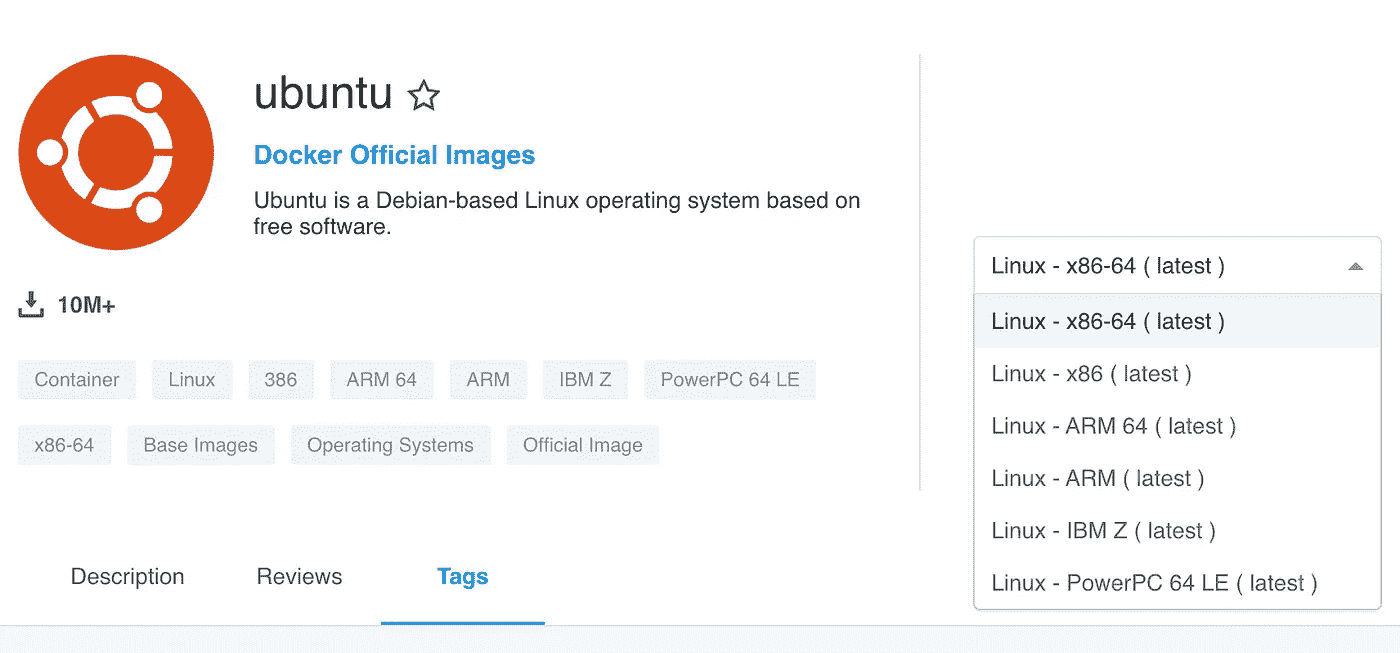 ubuntu
Docker Official Images
Ubuntu is a Debian-based Linux operating system based on
free software.
10M+
Container Linux 386 ARM 64 ARM IBM Z PowerPC 64 LE
x86-64 Base Images Operating Systems Official Image
Description Reviews Tags
Linux - x86-64 ( latest )
Linux - x86-64 ( latest )
Linux - x86 ( latest )
Linux - ARM 64 ( latest )
Linux - ARM ( latest )
Linux - IBM Z ( latest )
Linux - PowerPC 64 LE ( latest )